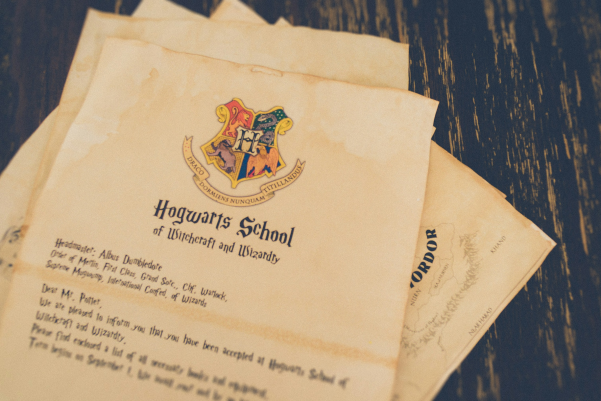 H
DRACO DORMIENS NUNQUAM TITILLANDUS
Hogwarts School
of Witchcraft and Wizardry
Headmaster: Albus Dumbledore
Order of Merlin, First Class, Grand Sorc., Chf. Warlock,
Supreme Mugwump, International Confed. of Wizards
Dear Mr. Potter,
We are pleased to inform you that you have been accepted at Hogwarts School of
Witchcraft and Wizardry.
Please find enclosed a list of all necessary books and equipment.
Term begins on September 1. We await your owl by no
MORDOR